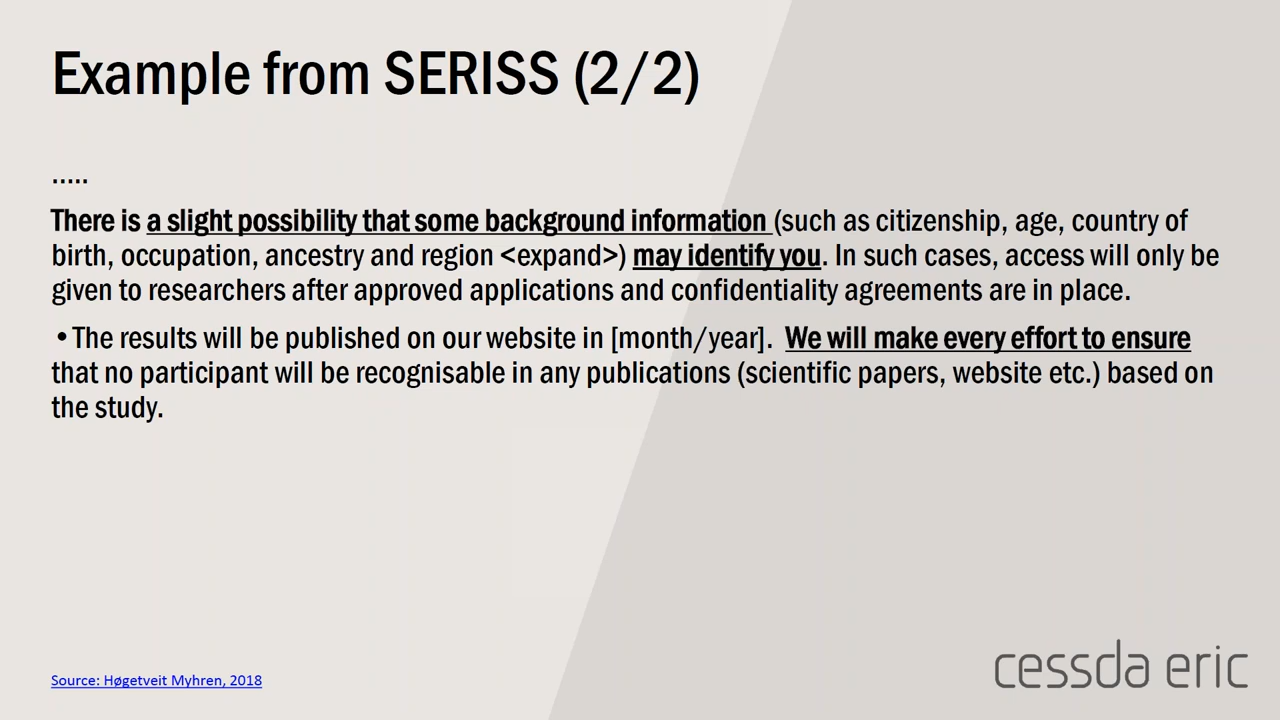 Example from SERISS (2/2)
.....
There is a slight possibility that some background information (such as citizenship, age, country of
birth, occupation, ancestry and region <expand>) may identify you. In such cases, access will only be
given to researchers after approved applications and confidentiality agreements are in place.
•The results will be published on our website in [month/year]. We will make every effort to ensure
that no participant will be recognisable in any publications (scientific papers, website etc.) based on
the study.
Source: Høgetveit Myhren, 2018
cessda eric